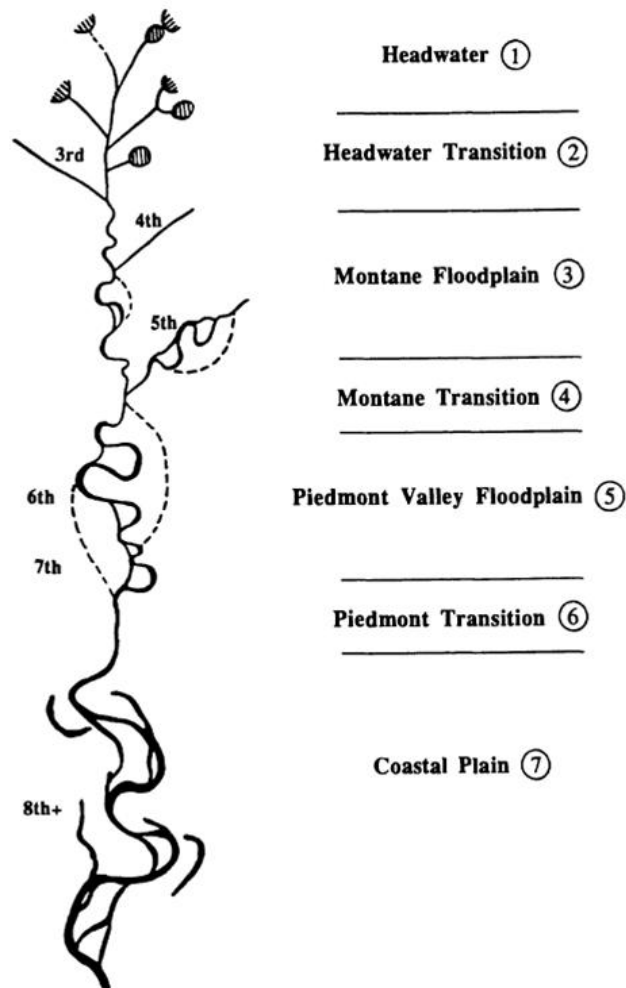 Headwater ①
3rd
Headwater Transition ②
4th
Montane Floodplain ③
5th
Montane Transition ④
6th
Piedmont Valley Floodplain ⑤
7th
Piedmont Transition ⑥
Coastal Plain ⑦
8th+